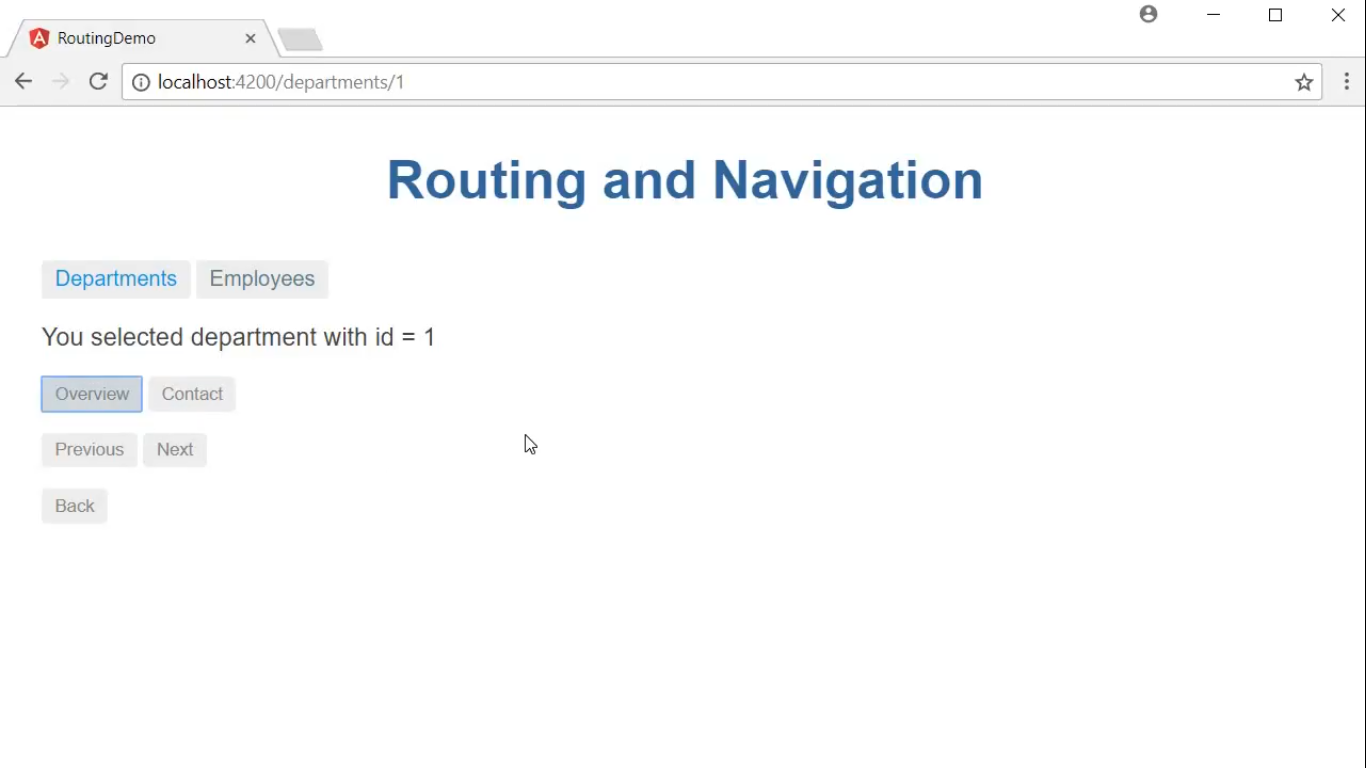 RoutingDemo
localhost:4200/departments/1
Routing and Navigation
Departments Employees
You selected department with id = 1
Overview Contact
Previous Next
Back